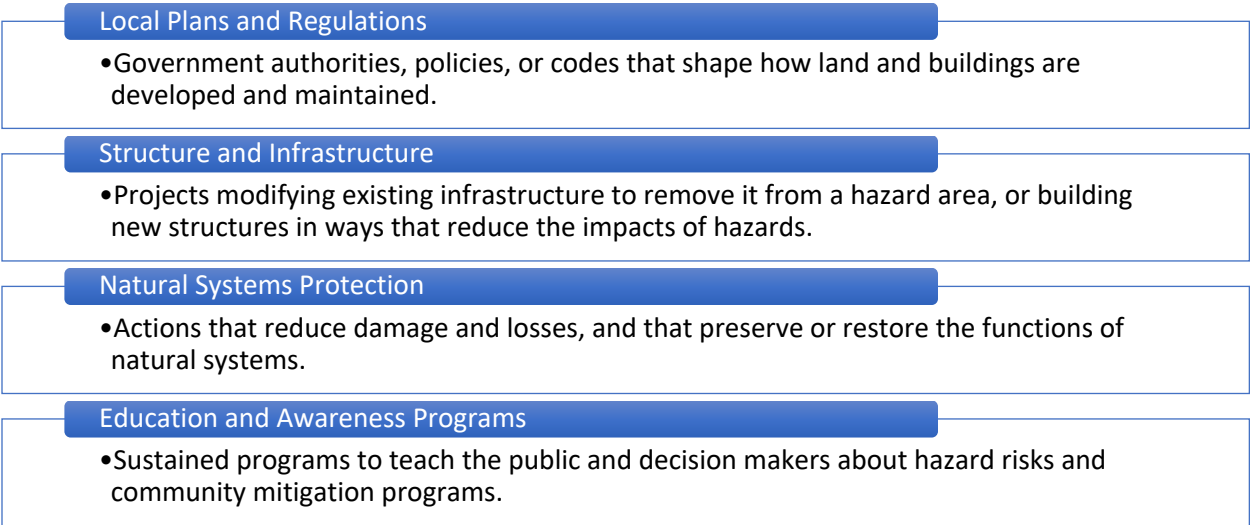 Local Plans and Regulations
•Government authorities, policies, or codes that shape how land and buildings are
developed and maintained.
Structure and Infrastructure
•Projects modifying existing infrastructure to remove it from a hazard area, or building
new structures in ways that reduce the impacts of hazards.
Natural Systems Protection
•Actions that reduce damage and losses, and that preserve or restore the functions of
natural systems.
Education and Awareness Programs
•Sustained programs to teach the public and decision makers about hazard risks and
community mitigation programs.